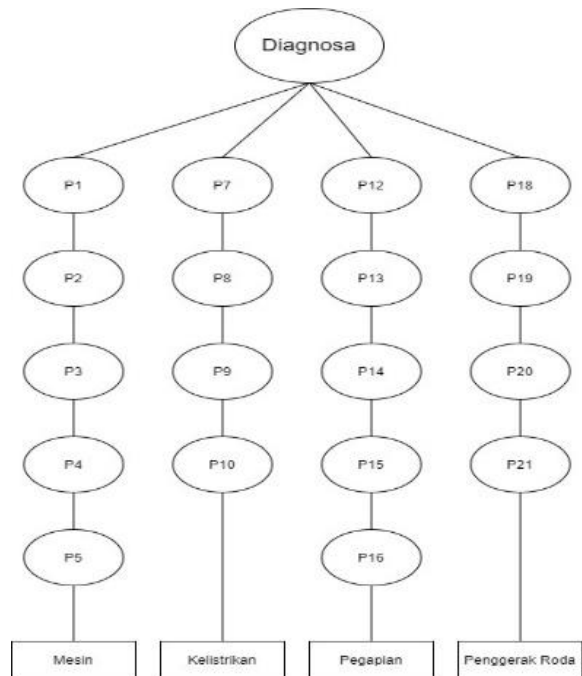 Diagnosa
P1 P7 P12 P18
P2 P8 P13 P19
P3 P9 P14 P20
P4 P10 P15 P21
P5 P16
Mesin Kelistrikan Pegapian Penggerak Roda